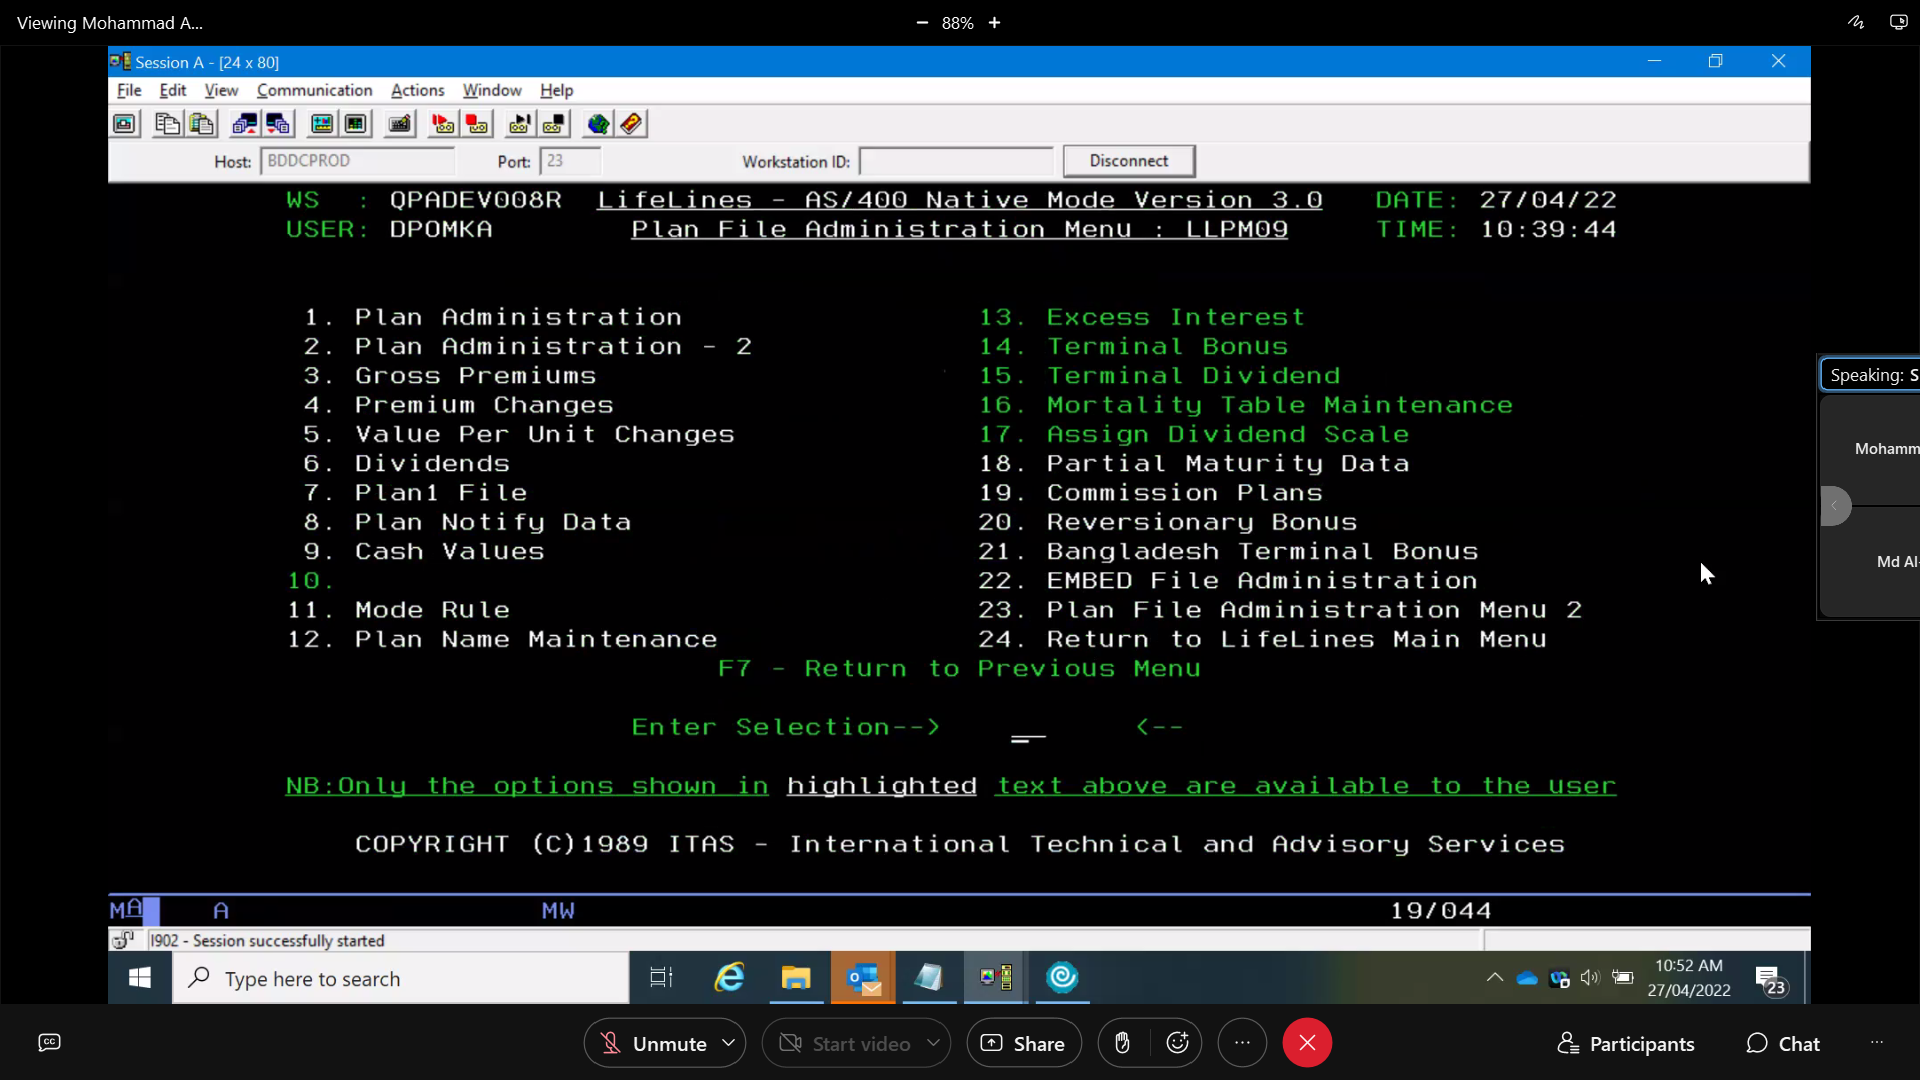 Viewing Mohammad A...
88%
Session A - [24 x 80]
File Edit View Communication Actions Window Help
Host: BDDCPROD Port: 23 Workstation ID: Disconnect
WS : QPADEV008R LifeLines - AS/400 Native Mode Version 3.0 DATE: 27/04/22
USER: DPOMKA Plan File Administration Menu : LLPM09 TIME: 10:39:44
1. Plan Administration 13. Excess Interest
2. Plan Administration - 2 14. Terminal Bonus
3. Gross Premiums 15. Terminal Dividend
4. Premium Changes 16. Mortality Table Maintenance
5. Value Per Unit Changes 17. Assign Dividend Scale
6. Dividends 18. Partial Maturity Data
7. Plan1 File 19. Commission Plans
8. Plan Notify Data 20. Reversionary Bonus
9. Cash Values 21. Bangladesh Terminal Bonus
10. 22. EMBED File Administration
11. Mode Rule 23. Plan File Administration Menu 2
12. Plan Name Maintenance 24. Return to LifeLines Main Menu
F7 - Return to Previous Menu
Enter Selection--> <--
NB:Only the options shown in highlighted text above are available to the user
COPYRIGHT (C)1989 ITAS - International Technical and Advisory Services
MA A MW 19/044
I902 - Session successfully started
Type here to search
10:52 AM
27/04/2022
23
Speaking: S
Mohamm
Md Al-
CC Unmute Start video Share Participants Chat